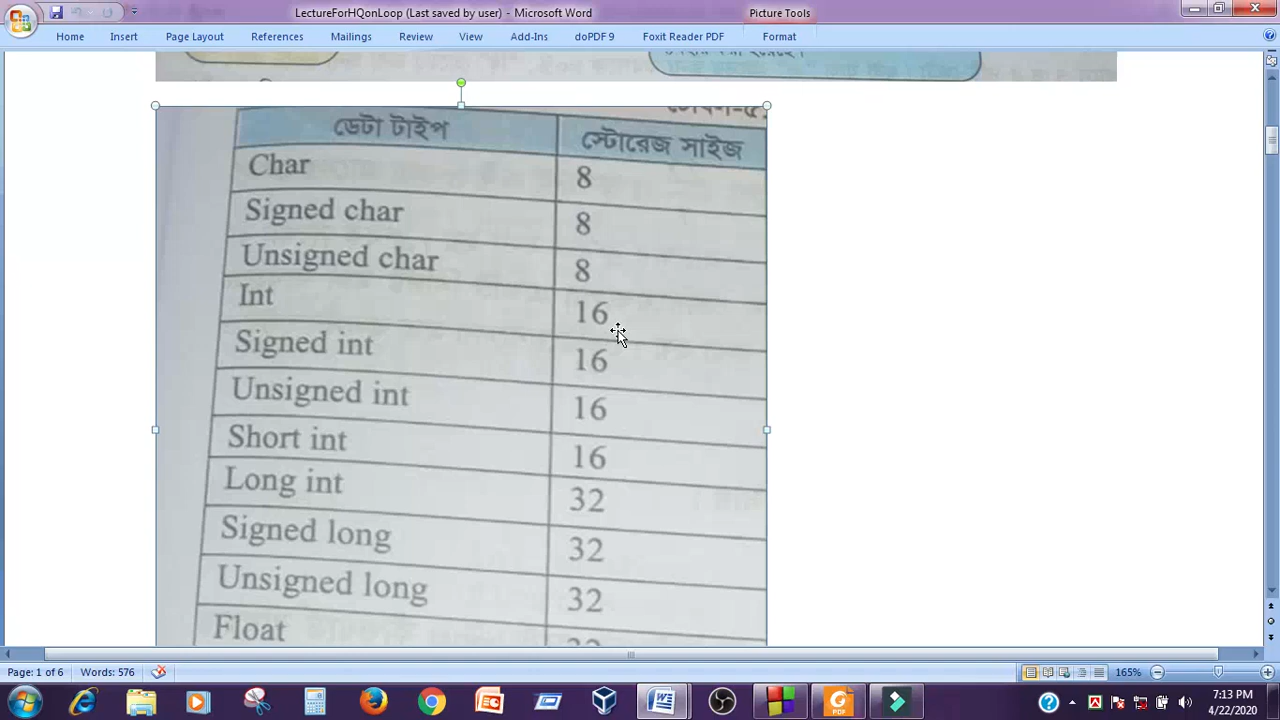 LectureForHQonLoop (Last saved by user) - Microsoft Word
Picture Tools
Home Insert Page Layout References Mailings Review View Add-Ins doPDF 9 Foxit Reader PDF Format
ডেটা টাইপ স্টোরেজ সাইজ
Char 8
Signed char 8
Unsigned char 8
Int 16
Signed int 16
Unsigned int 16
Short int 16
Long int 32
Signed long 32
Unsigned long 32
Float
Page: 1 of 6 Words: 576 165%
7:13 PM
4/22/2020